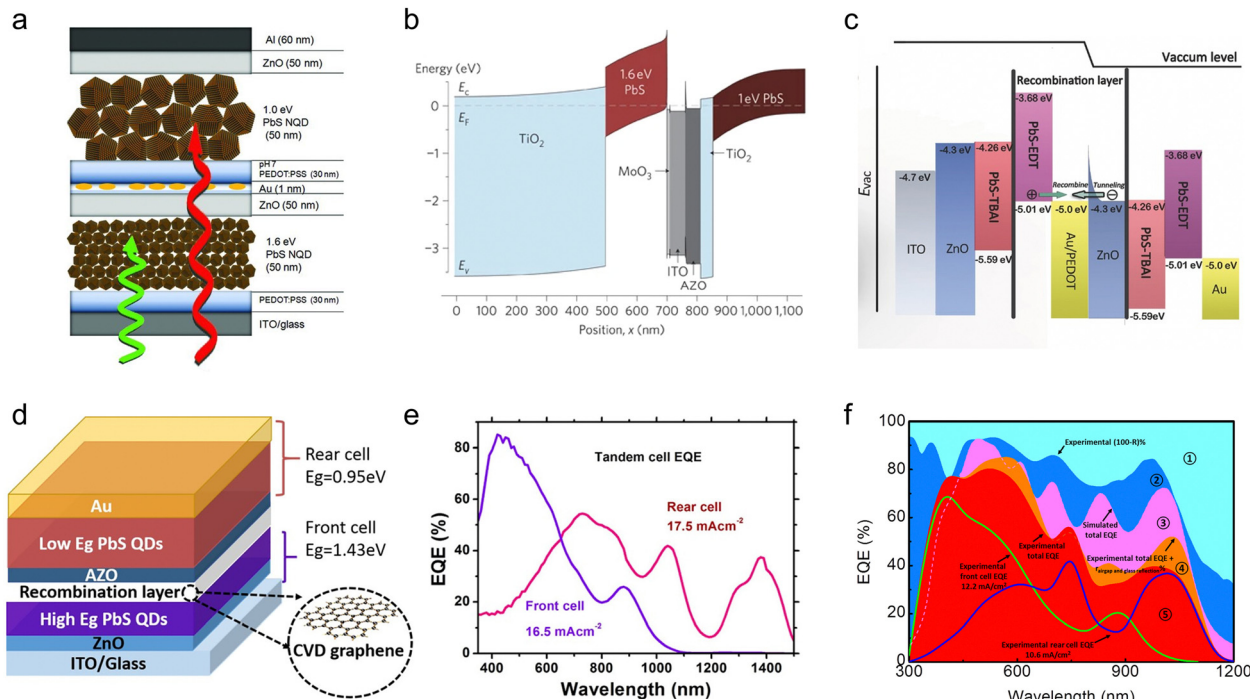 a
Al (60 nm)
ZnO (50 nm)
1.0 eV
PbS NQD
(50 nm)
pH7
PEDOT:PSS (30 nm)
Au (1 nm)
ZnO (50 nm)
1.6 eV
PbS NQD
(50 nm)
PEDOT:PSS (30 nm)
ITO/glass
b
Energy (eV)
0
−1
−2
−3
Ec
EF
Ev
TiO2
1.6 eV
PbS
MoO3
ITO
AZO
TiO2
1 eV PbS
0 100 200 300 400 500 600 700 800 900 1,000 1,100
Position, x (nm)
c
Vaccum level
Evac
Recombination layer
-4.7 eV
ITO
-4.3 eV
ZnO
-4.26 eV
PbS-TBAI
-5.59 eV
-3.68 eV
PbS-EDT
-5.01 eV
Recombine
Tunneling
-5.0 eV
Au/PEDOT
-4.3 eV
ZnO
-4.26 eV
PbS-TBAI
-5.59eV
-3.68 eV
PbS-EDT
-5.01 eV
-5.0 eV
Au
d
Au
Low Eg PbS QDs
AZO
Recombination layer
High Eg PbS QDs
ZnO
ITO/Glass
Rear cell
Eg=0.95eV
Front cell
Eg=1.43eV
CVD graphene
e
EQE (%)
80
60
40
20
0
Tandem cell EQE
Rear cell
17.5 mAcm-2
Front cell
16.5 mAcm-2
400 600 800 1000 1200 1400
Wavelength (nm)
f
EQE (%)
100
80
60
40
20
0
Experimental (100-R)%
①
②
Simulated
total EQE
③
Experimental
total EQE
Experimental total EQE +
④
Experimental
front cell EQE
12.2 mA/cm2
⑤
Experimental rear cell EQE
10.6 mA/cm2
300 600 900 1200
Wavelength (nm)